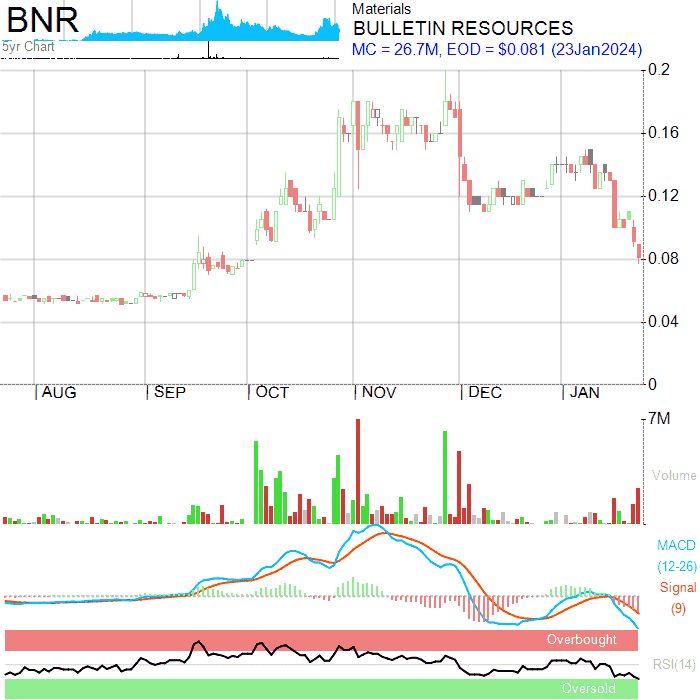 BNR
5yr Chart
Materials
BULLETIN RESOURCES
MC = 26.7M, EOD = $0.081 (23Jan2024)
0.2
0.16
0.12
0.08
0.04
0
AUG SEP OCT NOV DEC JAN
7M
Volume
MACD
(12-26)
Signal
(9)
Overbought
RSI(14)
Oversold